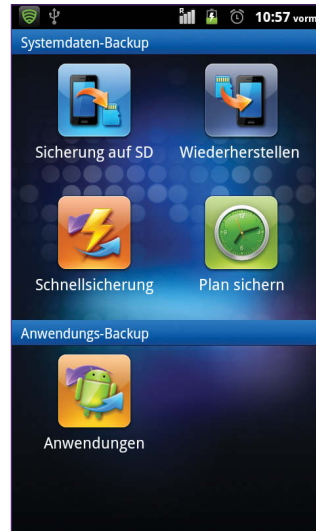 R
10:57 vorm
Systemdaten-Backup
Sicherung auf SD
Wiederherstellen
Schnellsicherung
Plan sichern
Anwendungs-Backup
Anwendungen